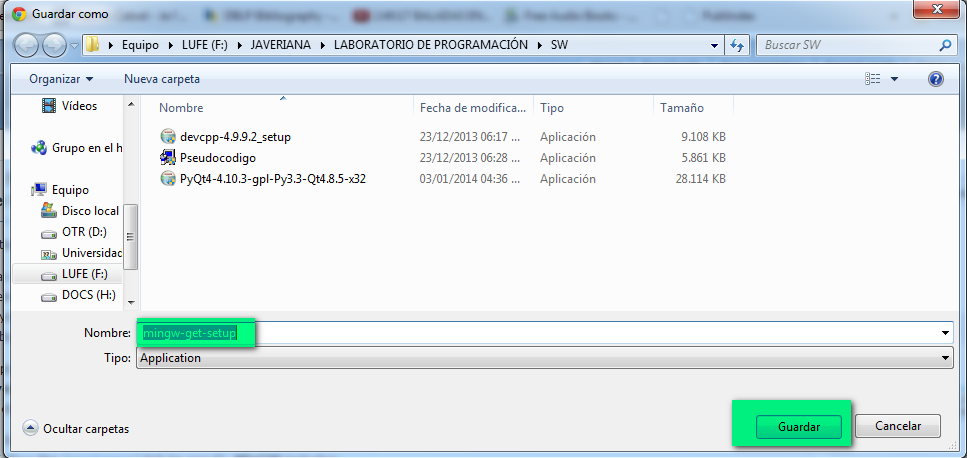 Guardar como
Equipo LUFE (F:) JAVERIANA LABORATORIO DE PROGRAMACIÓN SW
Buscar SW
Organizar Nueva carpeta
Vídeos
Grupo en el h
Equipo
Disco local
OTR (D:)
Universidac
LUFE (F:)
DOCS (H:)
Nombre Fecha de modifica... Tipo Tamaño
devcpp-4.9.9.2_setup 23/12/2013 06:17 ... Aplicación 9.108 KB
Pseudocodigo 23/12/2013 06:28 ... Aplicación 5.861 KB
PyQt4-4.10.3-gpl-Py3.3-Qt4.8.5-x32 03/01/2014 04:36 ... Aplicación 28.114 KB
Nombre: mingw-get-setup
Tipo: Application
Ocultar carpetas
Guardar Cancelar